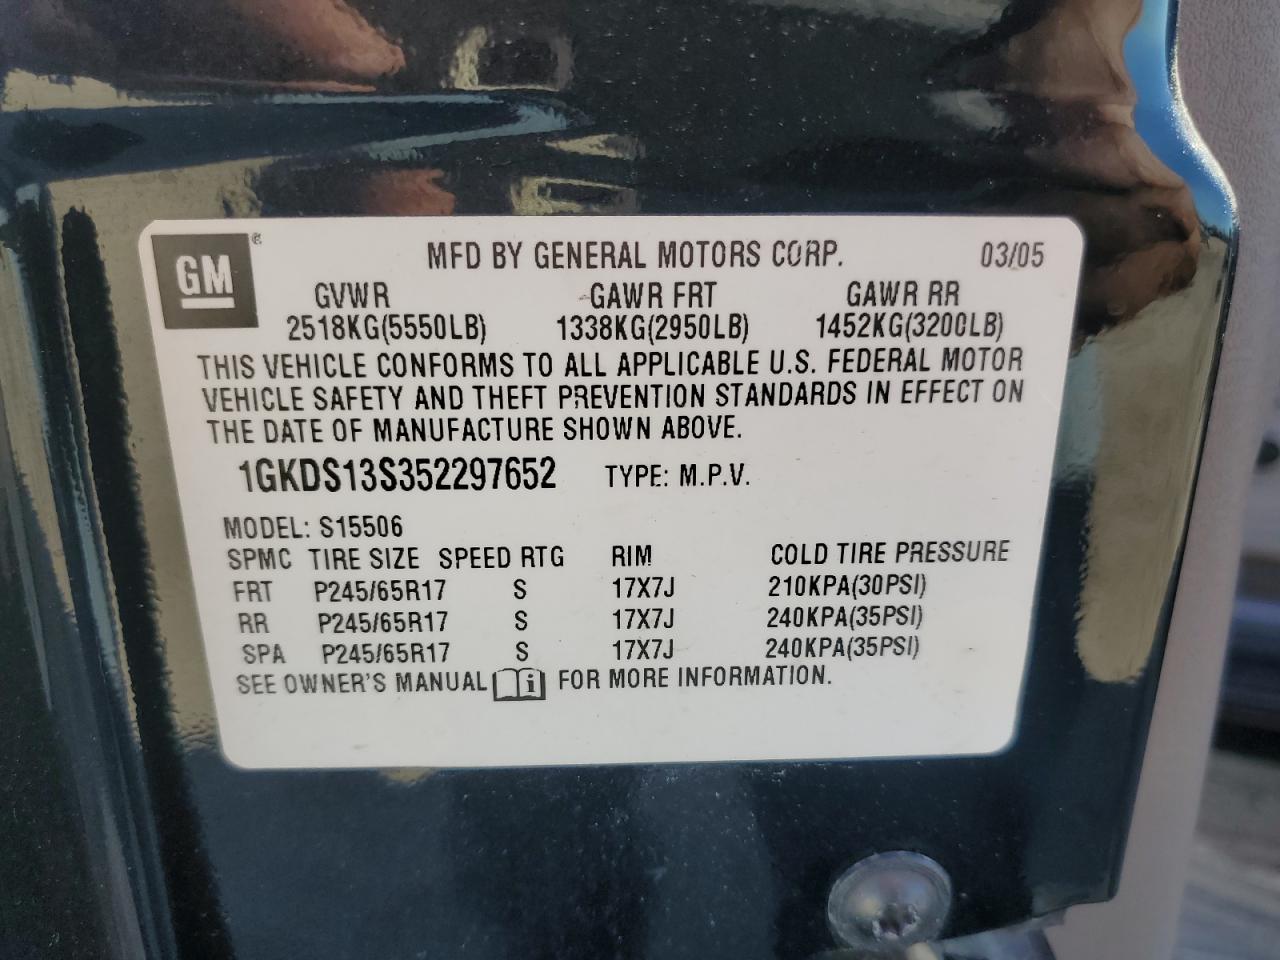 GM ®
MFD BY GENERAL MOTORS CORP. 03/05
GVWR GAWR FRT GAWR RR
2518KG(5550LB) 1338KG(2950LB) 1452KG(3200LB)
THIS VEHICLE CONFORMS TO ALL APPLICABLE U.S. FEDERAL MOTOR
VEHICLE SAFETY AND THEFT PREVENTION STANDARDS IN EFFECT ON
THE DATE OF MANUFACTURE SHOWN ABOVE.
1GKDS13S352297652 TYPE: M.P.V.
MODEL: S15506
SPMC TIRE SIZE SPEED RTG RIM COLD TIRE PRESSURE
FRT P245/65R17 S 17X7J 210KPA(30PSI)
RR P245/65R17 S 17X7J 240KPA(35PSI)
SPA P245/65R17 S 17X7J 240KPA(35PSI)
SEE OWNER'S MANUAL i FOR MORE INFORMATION.